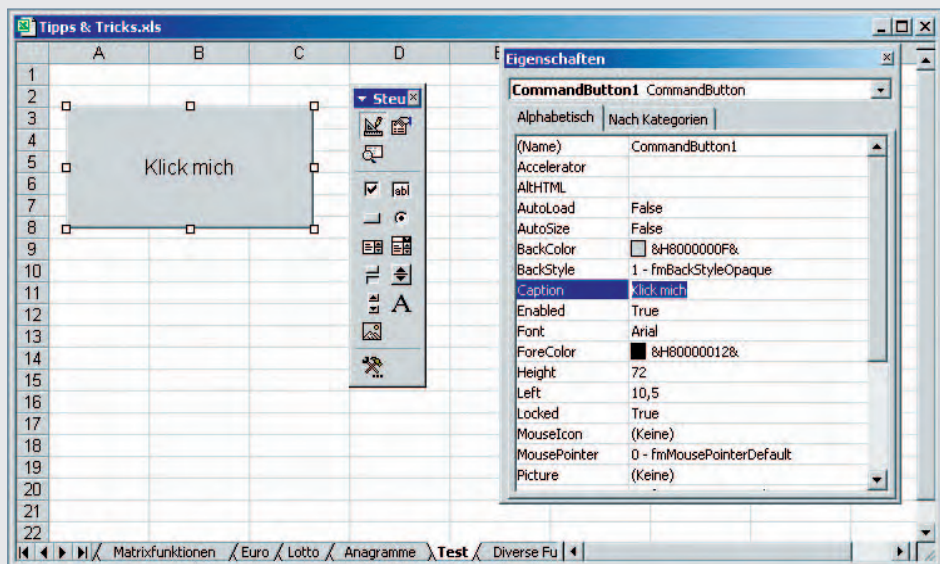 Tipps & Tricks.xls
A B C D E
Eigenschaften
CommandButton1 CommandButton
Alphabetisch Nach Kategorien
(Name) CommandButton1
Accelerator
AltHTML
AutoLoad False
AutoSize False
BackColor &H8000000F&
BackStyle 1 - fmBackStyleOpaque
Caption Klick mich
Enabled True
Font Arial
ForeColor &H80000012&
Height 72
Left 10,5
Locked True
MouseIcon (Keine)
MousePointer 0 - fmMousePointerDefault
Picture (Keine)
Steu
abl
A
Klick mich
1
2
3
4
5
6
7
8
9
10
11
12
13
14
15
16
17
18
19
20
21
22
Matrixfunktionen Euro Lotto Anagramme Test Diverse Fu